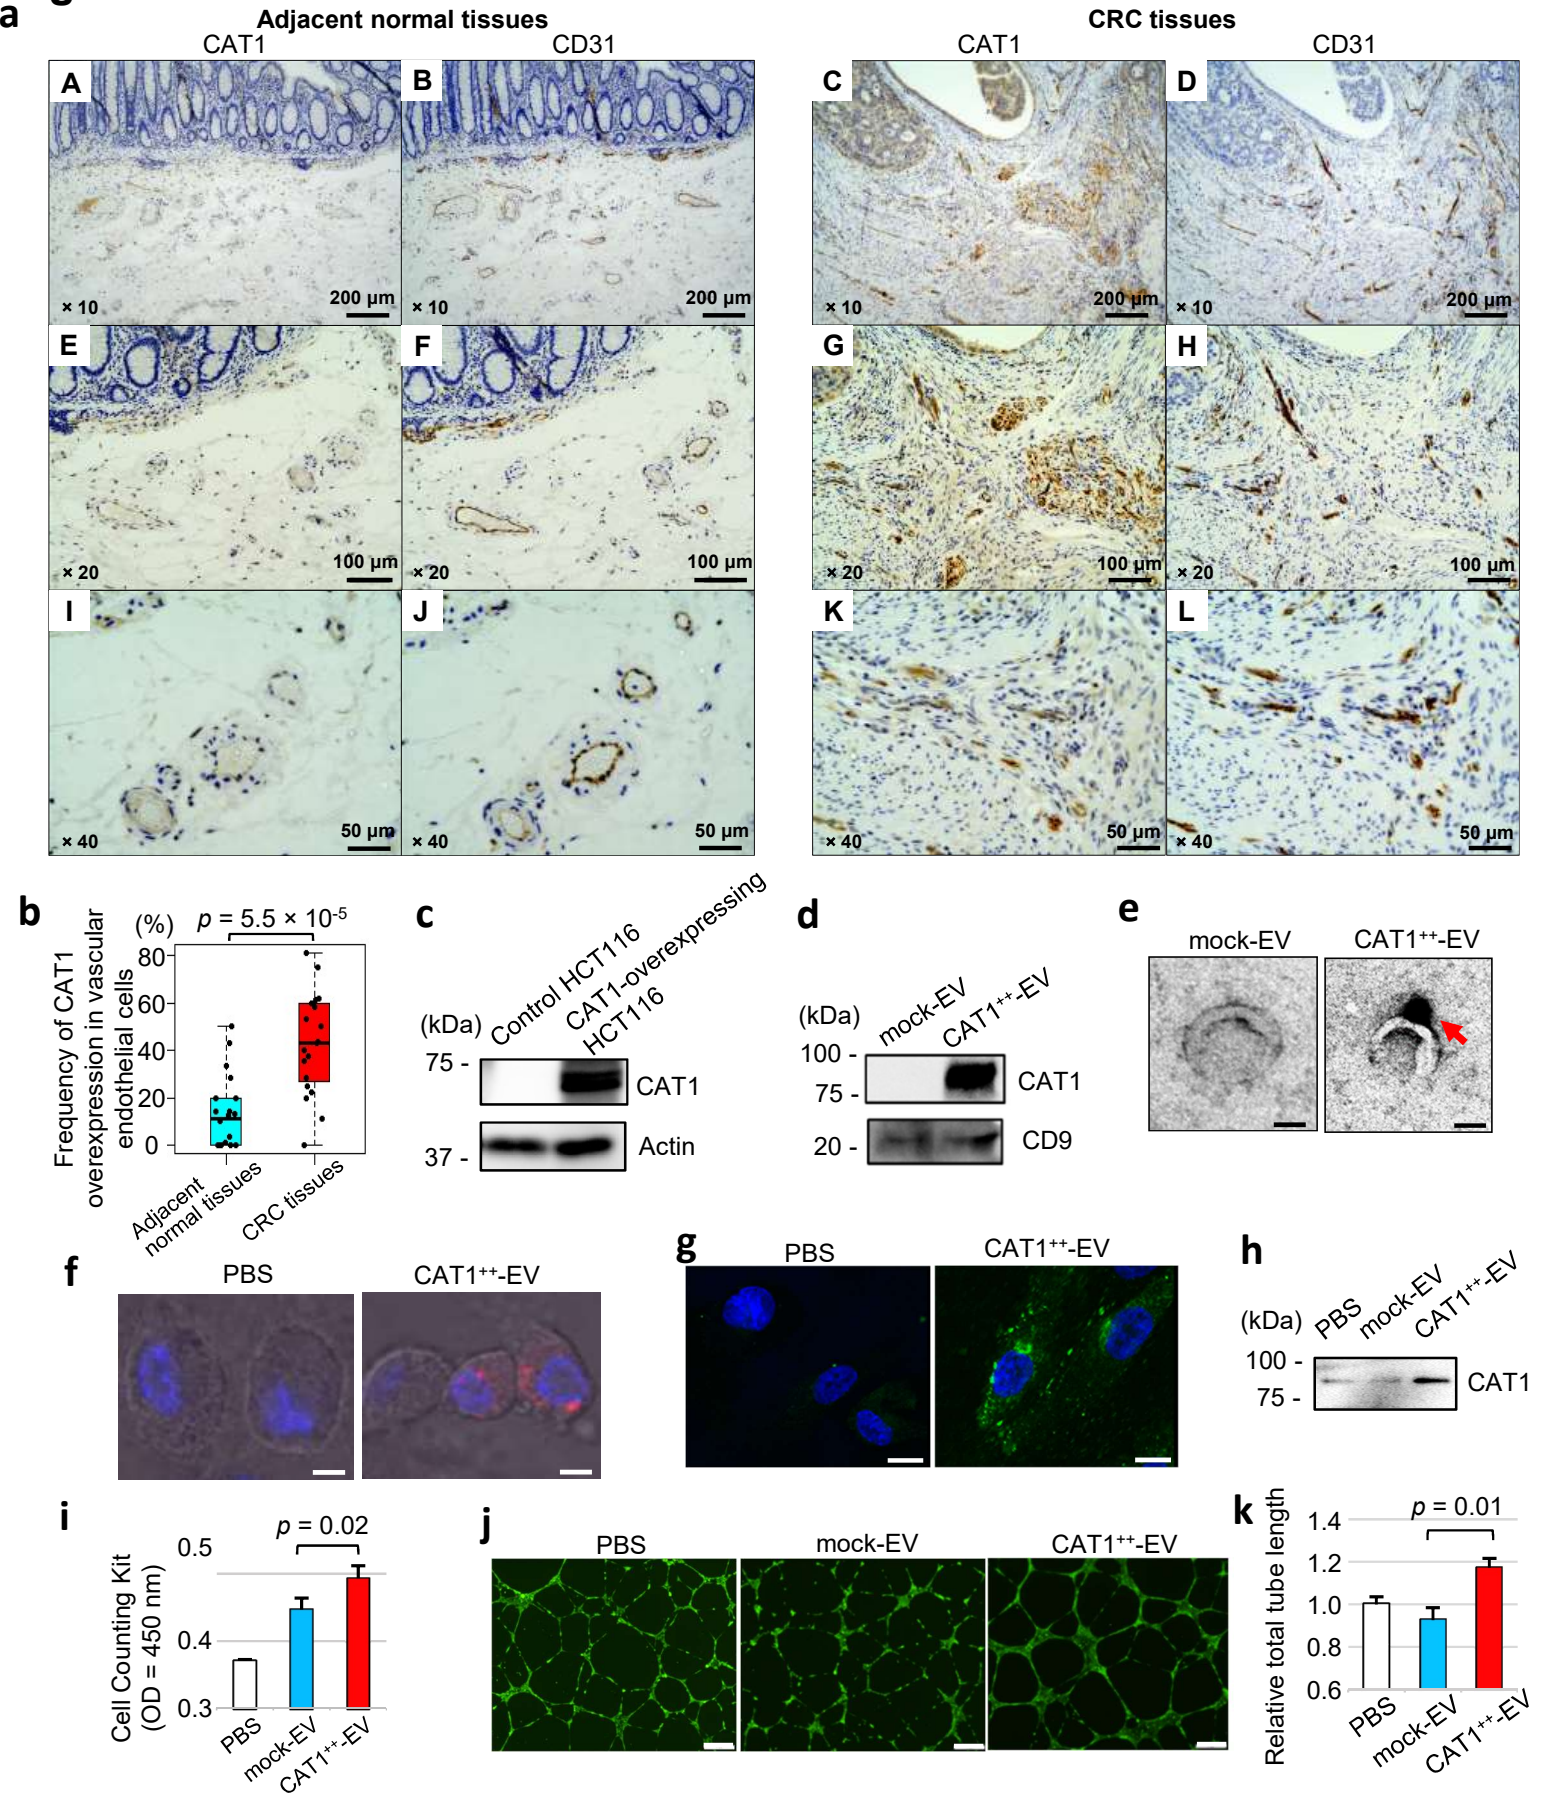 a
Adjacent normal tissues
CRC tissues
CAT1
CD31
CAT1
CD31
A
× 10
200 µm
B
× 10
200 µm
C
× 10
200 µm
D
× 10
200 µm
E
× 20
100 µm
F
× 20
100 µm
G
× 20
100 µm
H
× 20
100 µm
I
× 40
50 µm
J
× 40
50 µm
K
× 40
50 µm
L
× 40
50 µm
b
Frequency of CAT1
overexpression in vascular
endothelial cells
(%)
p = 5.5 × 10-5
80
60
40
20
0
Adjacent
normal tissues
CRC tissues
c
(kDa)
Control HCT116
CAT1-overexpressing
HCT116
75 -
CAT1
37 -
Actin
d
(kDa)
mock-EV
CAT1++-EV
100 -
75 -
CAT1
20 -
CD9
e
mock-EV
CAT1++-EV
f
PBS
CAT1++-EV
g
PBS
CAT1++-EV
h
(kDa)
PBS
mock-EV
CAT1++-EV
100 -
75 -
CAT1
i
Cell Counting Kit
(OD = 450 nm)
p = 0.02
0.5
0.4
0.3
PBS
mock-EV
CAT1++-EV
j
PBS
mock-EV
CAT1++-EV
k
Relative total tube length
p = 0.01
1.4
1.2
1.0
0.8
0.6
PBS
mock-EV
CAT1++-EV